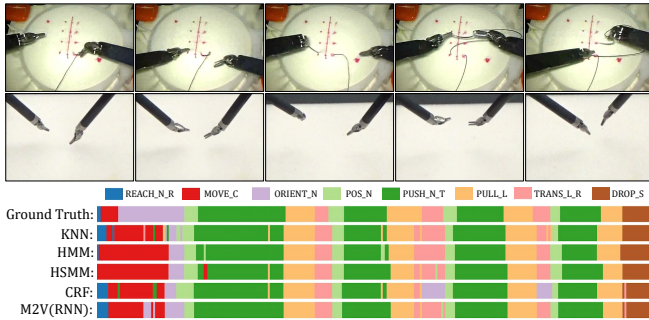 REACH_N_R MOVE_C ORIENT_N POS_N PUSH_N_T PULL_L TRANS_L_R DROP_S
Ground Truth:
KNN:
HMM:
HSMM:
CRF:
M2V(RNN):